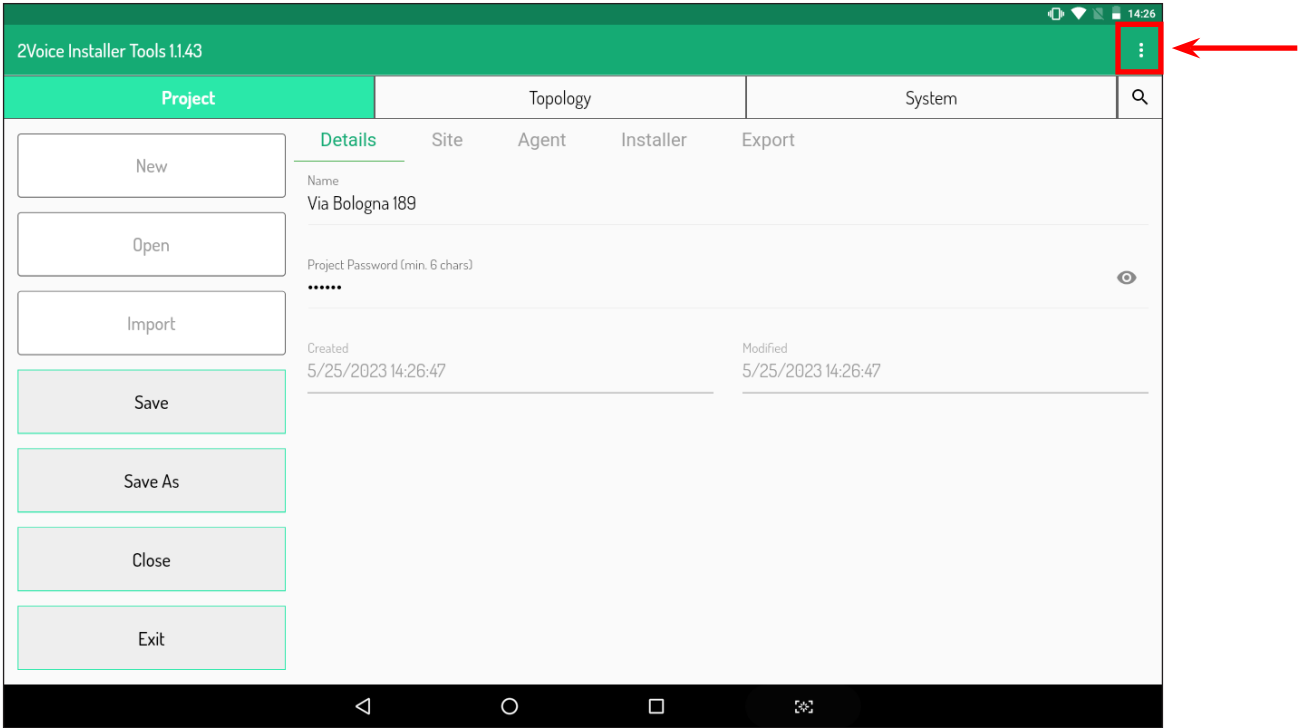 14:26
2Voice Installer Tools 1.1.43
Project
Topology
System
New
Open
Import
Save
Save As
Close
Exit
Details
Site
Agent
Installer
Export
Name
Via Bologna 189
Project Password (min. 6 chars)
••••••
Created
5/25/2023 14:26:47
Modified
5/25/2023 14:26:47